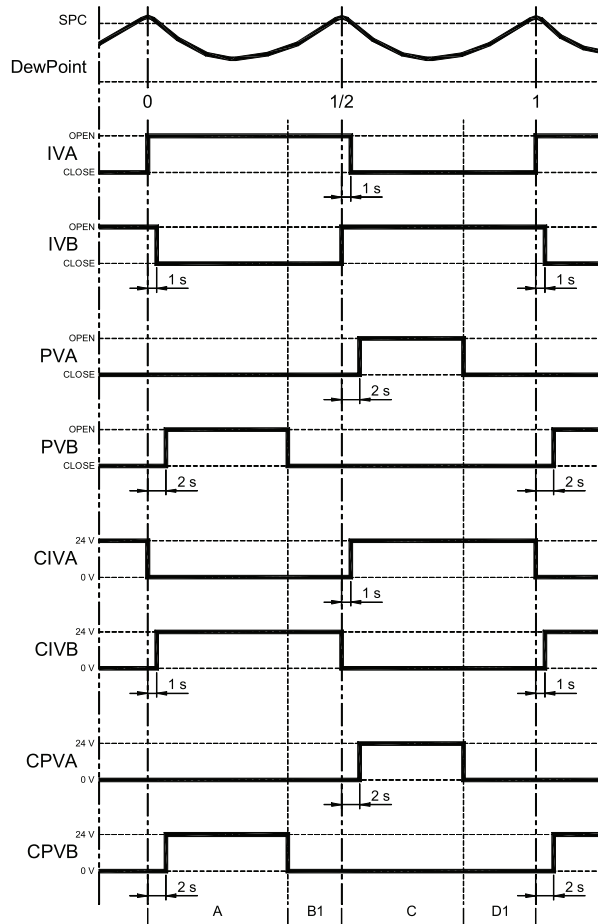 SPC
DewPoint
0 1/2 1
OPEN
IVA
CLOSE
1 s
OPEN
IVB
CLOSE
1 s 1 s
OPEN
PVA
CLOSE
2 s
OPEN
PVB
CLOSE
2 s 2 s
24 V
CIVA
0 V
1 s
24 V
CIVB
0 V
1 s 1 s
24 V
CPVA
0 V
2 s
24 V
CPVB
0 V
2 s 2 s
A B1 C D1